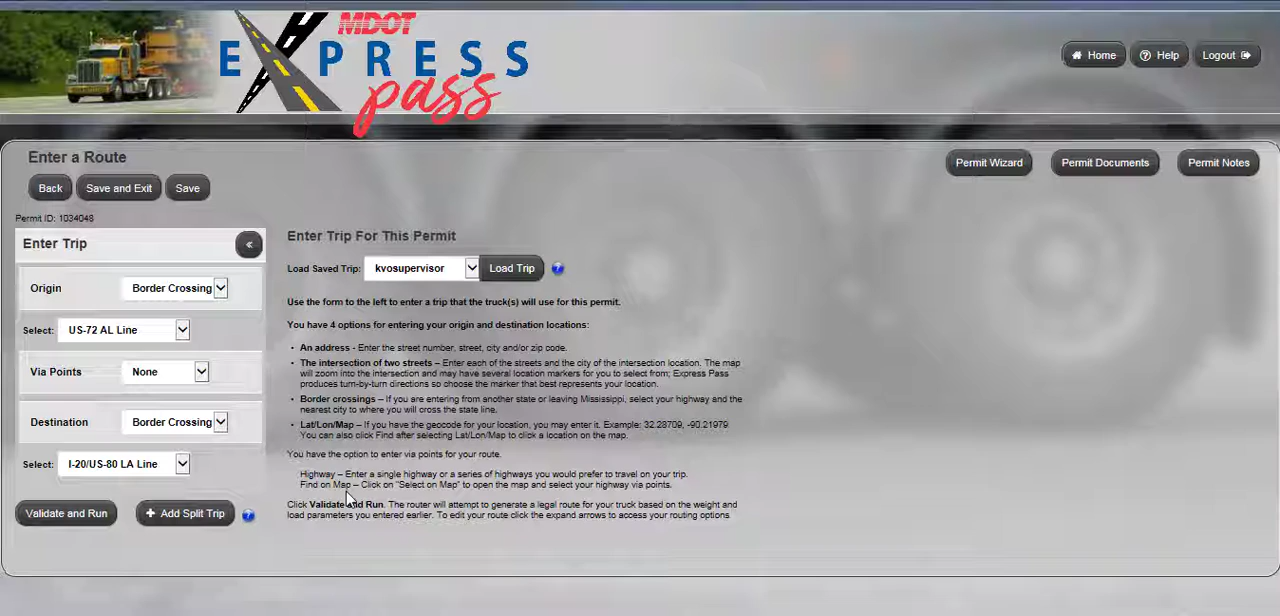 MDOT
EXPRESS
pass
Home
Help
Logout
Enter a Route
Permit Wizard
Permit Documents
Permit Notes
Back
Save and Exit
Save
Permit ID: 1034048
Enter Trip
«
Origin
Border Crossing
Select:
US-72 AL Line
Via Points
None
Destination
Border Crossing
Select:
I-20/US-80 LA Line
Validate and Run
+ Add Split Trip
?
Enter Trip For This Permit
Load Saved Trip:
kvosupervisor
Load Trip
?
Use the form to the left to enter a trip that the truck(s) will use for this permit.
You have 4 options for entering your origin and destination locations:
• An address - Enter the street number, street, city and/or zip code.
• The intersection of two streets – Enter each of the streets and the city of the intersection location. The map
will zoom into the intersection and may have several location markers for you to select from; Express Pass
produces turn-by-turn directions so choose the marker that best represents your location.
• Border crossings – If you are entering from another state or leaving Mississippi, select your highway and the
nearest city to where you will cross the state line.
• Lat/Lon/Map – If you have the geocode for your location, you may enter it. Example: 32.28709, -90.21979
You can also click Find after selecting Lat/Lon/Map to click a location on the map.
You have the option to enter via points for your route.
Highway – Enter a single highway or a series of highways you would prefer to travel on your trip.
Find on Map – Click on "Select on Map" to open the map and select your highway via points.
Click Validate and Run. The router will attempt to generate a legal route for your truck based on the weight and
load parameters you entered earlier. To edit your route click the expand arrows to access your routing options.